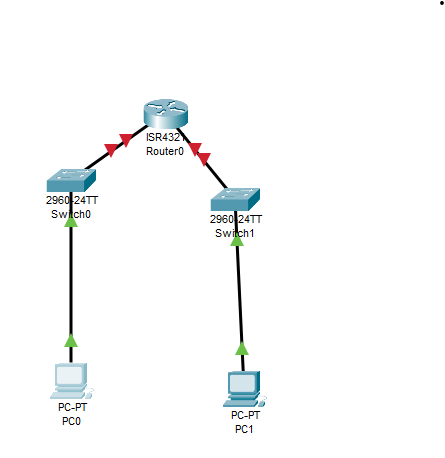 ISR4321
Router0
2960-24TT
Switch0
2960-24TT
Switch1
PC-PT
PC0
PC-PT
PC1